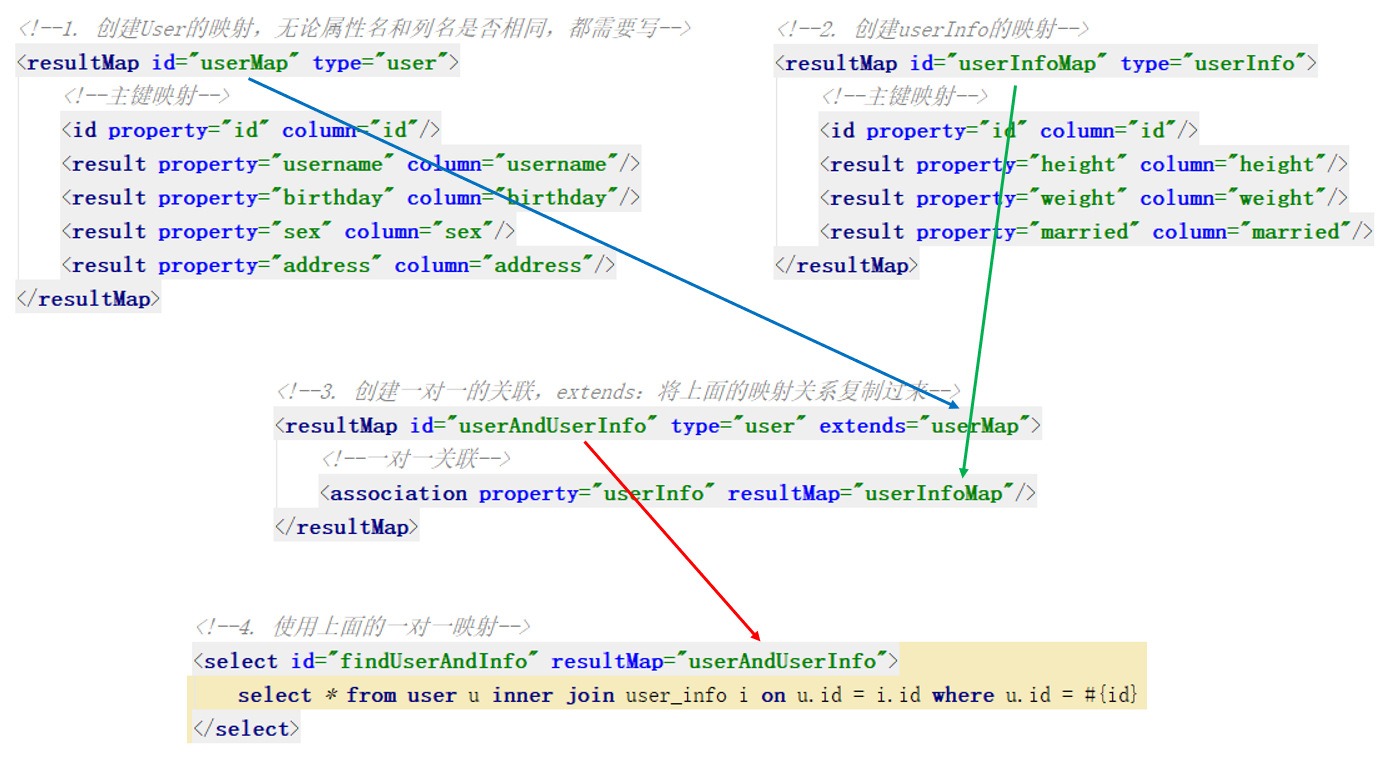 <!--1. 创建User的映射，无论属性名和列名是否相同，都需要写-->
<resultMap id="userMap" type="user">
<!--主键映射-->
<id property="id" column="id"/>
<result property="username" column="username"/>
<result property="birthday" column="birthday"/>
<result property="sex" column="sex"/>
<result property="address" column="address"/>
</resultMap>
<!--2. 创建userInfo的映射-->
<resultMap id="userInfoMap" type="userInfo">
<!--主键映射-->
<id property="id" column="id"/>
<result property="height" column="height"/>
<result property="weight" column="weight"/>
<result property="married" column="married"/>
</resultMap>
<!--3. 创建一对一的关联，extends：将上面的映射关系复制过来-->
<resultMap id="userAndUserInfo" type="user" extends="userMap">
<!--一对一关联-->
<association property="userInfo" resultMap="userInfoMap"/>
</resultMap>
<!--4. 使用上面的一对一映射-->
<select id="findUserAndInfo" resultMap="userAndUserInfo">
select * from user u inner join user_info i on u.id = i.id where u.id = #{id}
</select>